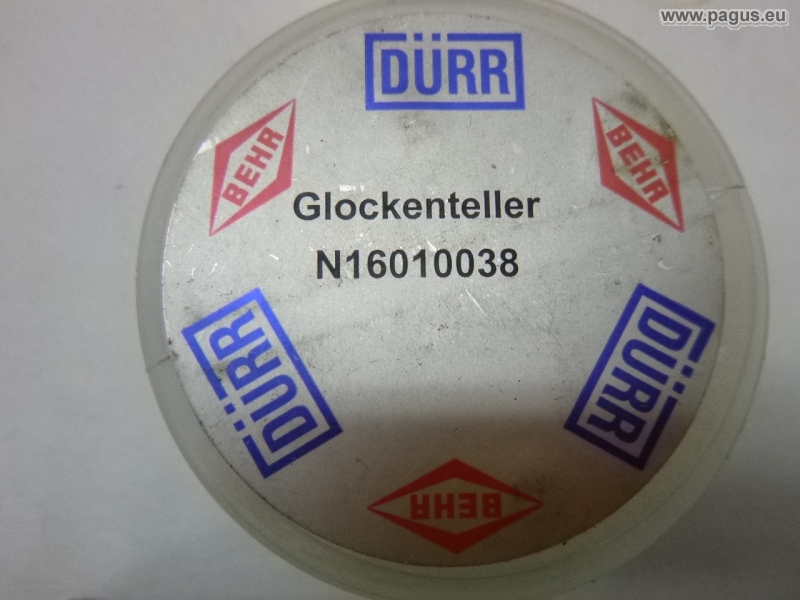 www.pagus.eu
DÜRR
BEHR
BEHR
Glockenteller
N16010038
DÜRR
DÜRR
BEHR